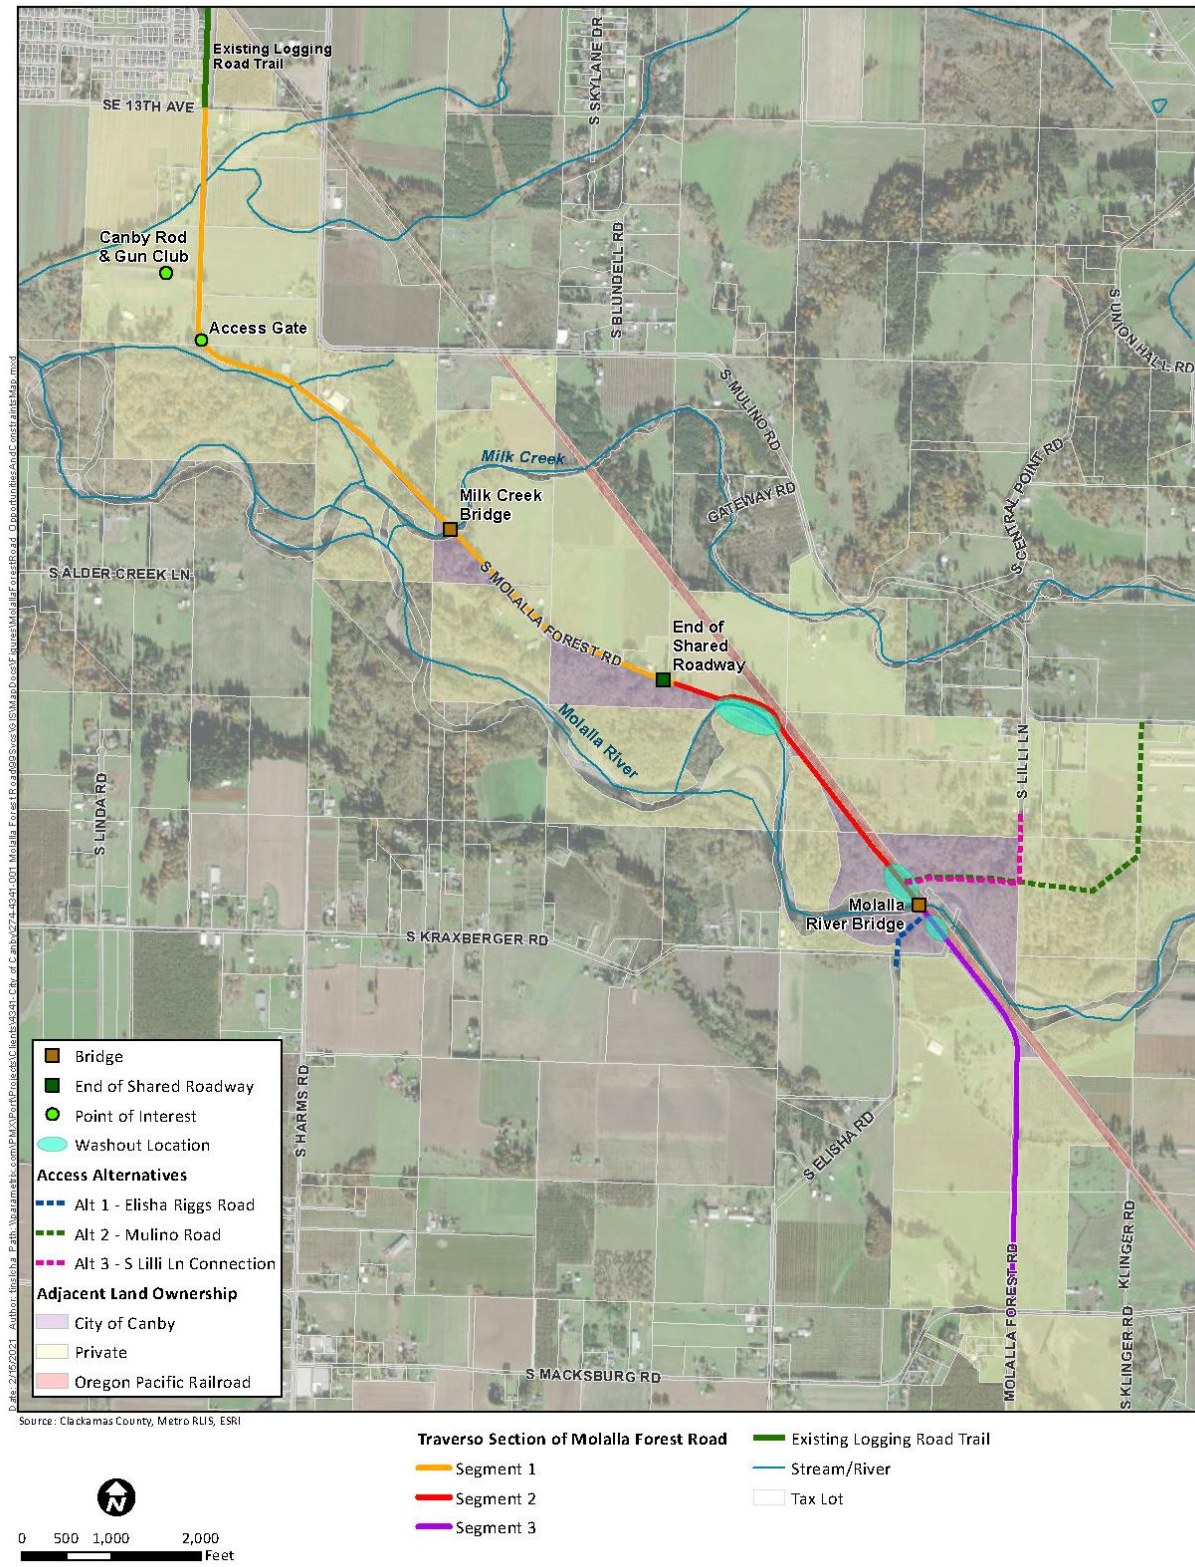 Existing Logging
Road Trail
SE 13TH AVE
S SKYLANE DR
Canby Rod
& Gun Club
S BLUNDELL RD
S UNION HALL RD
Access Gate
S MULINO RD
Milk Creek
S CENTRAL POINT RD
Milk Creek
Bridge
GATEWAY RD
S ALDER CREEK LN
S MOLALLA FOREST RD
End of
Shared
Roadway
Molalla River
S LINDA RD
S LILLI LN
Molalla
River Bridge
S KRAXBERGER RD
S HARMS RD
S ELISHA RD
MOLALLA FOREST RD
KLINGER RD
S KLINGER RD
S MACKSBURG RD
Bridge
End of Shared Roadway
Point of Interest
Washout Location
Access Alternatives
Alt 1 - Elisha Riggs Road
Alt 2 - Mulino Road
Alt 3 - S Lilli Ln Connection
Adjacent Land Ownership
City of Canby
Private
Oregon Pacific Railroad
Source: Clackamas County, Metro RLIS, ESRI
Traverso Section of Molalla Forest Road
Segment 1
Segment 2
Segment 3
Existing Logging Road Trail
Stream/River
Tax Lot
N
0 500 1,000 2,000
Feet